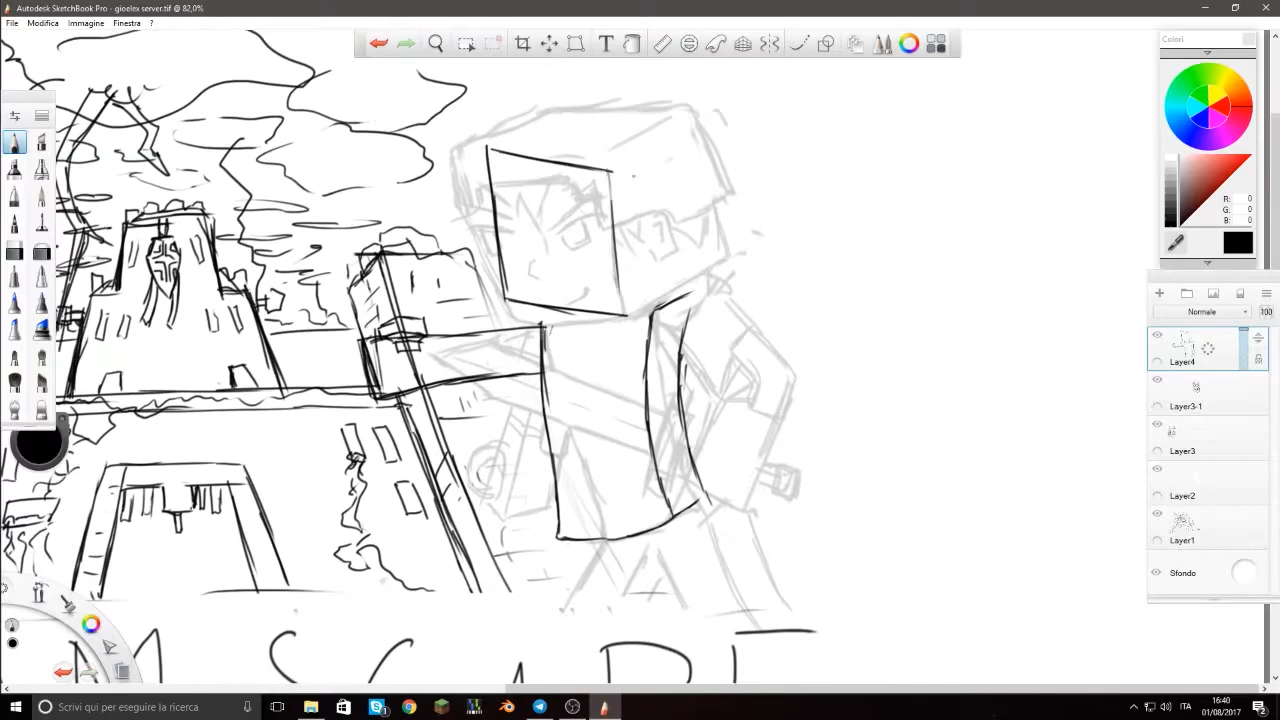 Autodesk SketchBook Pro - gioelex server.tif @ 82,0%
File Modifica Immagine Finestra ?
Colori
R: 0
G: 0
B: 0
Normale 100
Layer4
Layer3-1
Layer3
Layer2
Layer1
Sfondo
Scrivi qui per eseguire la ricerca
ITA
16:40
01/08/2017